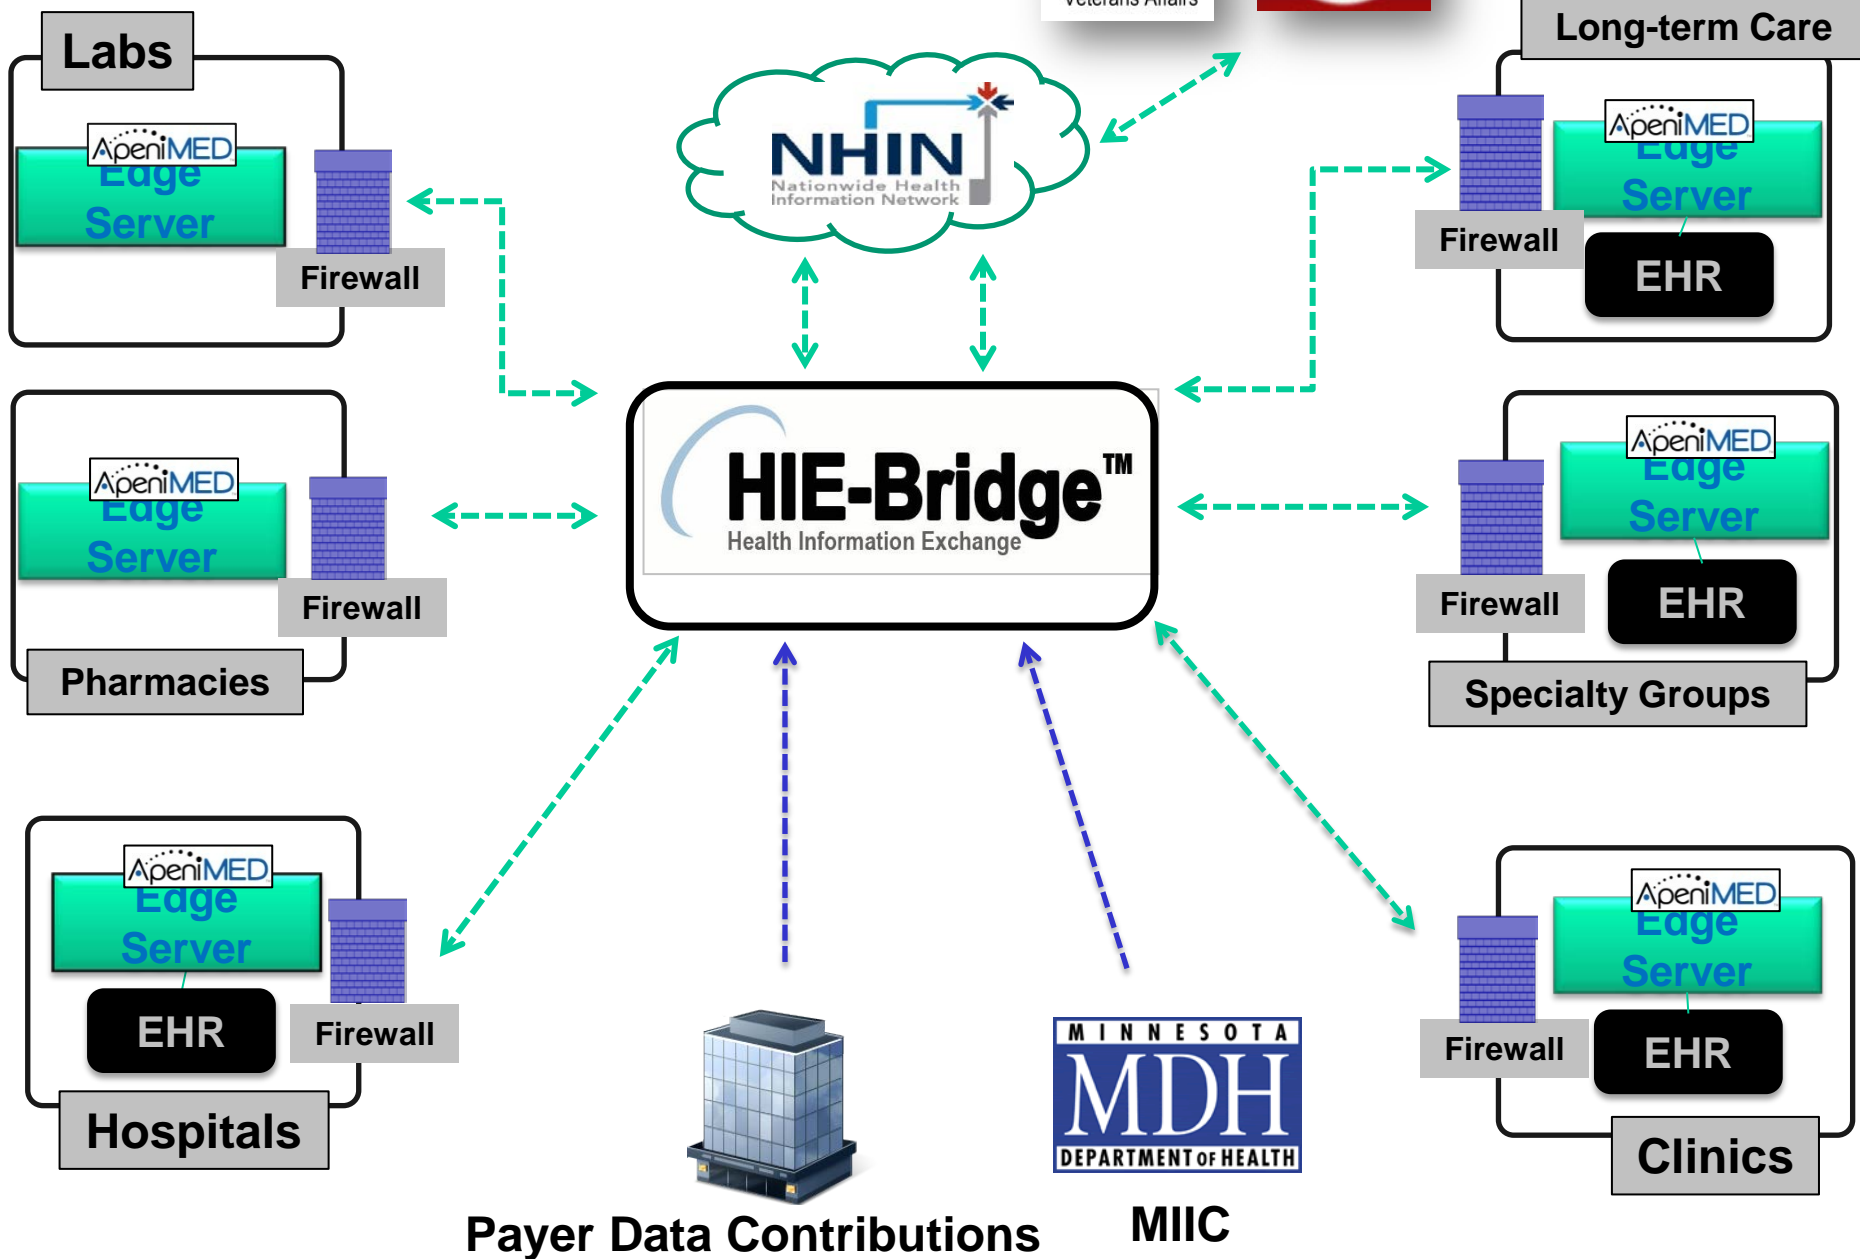 Veterans Affairs
Long-term Care
Labs
ApeniMED
Edge
Server
Firewall
NHIN
Nationwide Health
Information Network
ApeniMED
Edge
Server
Firewall
EHR
ApeniMED
Edge
Server
Firewall
Pharmacies
HIE-Bridge™
Health Information Exchange
ApeniMED
Edge
Server
Firewall
EHR
Specialty Groups
ApeniMED
Edge
Server
EHR
Firewall
Hospitals
Payer Data Contributions
MINNESOTA
MDH
DEPARTMENT OF HEALTH
MIIC
ApeniMED
Edge
Server
Firewall
EHR
Clinics